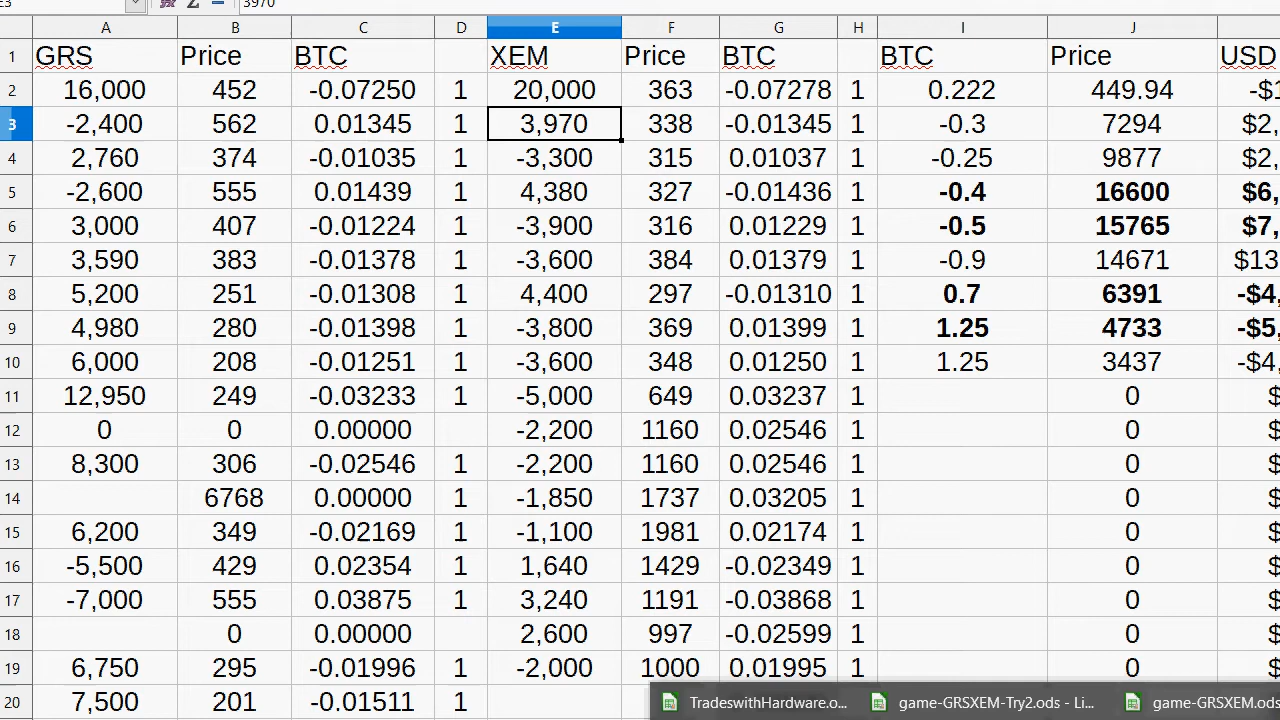 E3 3970
A B C D E F G H I J
1 GRS Price BTC XEM Price BTC BTC Price USD
2 16,000 452 -0.07250 1 20,000 363 -0.07278 1 0.222 449.94 -$1
3 -2,400 562 0.01345 1 3,970 338 -0.01345 1 -0.3 7294 $2,
4 2,760 374 -0.01035 1 -3,300 315 0.01037 1 -0.25 9877 $2,
5 -2,600 555 0.01439 1 4,380 327 -0.01436 1 -0.4 16600 $6,
6 3,000 407 -0.01224 1 -3,900 316 0.01229 1 -0.5 15765 $7,
7 3,590 383 -0.01378 1 -3,600 384 0.01379 1 -0.9 14671 $13
8 5,200 251 -0.01308 1 4,400 297 -0.01310 1 0.7 6391 -$4,
9 4,980 280 -0.01398 1 -3,800 369 0.01399 1 1.25 4733 -$5,
10 6,000 208 -0.01251 1 -3,600 348 0.01250 1 1.25 3437 -$4,
11 12,950 249 -0.03233 1 -5,000 649 0.03237 1 0 $
12 0 0 0.00000 -2,200 1160 0.02546 1 0 $
13 8,300 306 -0.02546 1 -2,200 1160 0.02546 1 0 $
14 6768 0.00000 1 -1,850 1737 0.03205 1 0 $
15 6,200 349 -0.02169 1 -1,100 1981 0.02174 1 0 $
16 -5,500 429 0.02354 1 1,640 1429 -0.02349 1 0 $
17 -7,000 555 0.03875 1 3,240 1191 -0.03868 1 0 $
18 0 0.00000 2,600 997 -0.02599 1 0 $
19 6,750 295 -0.01996 1 -2,000 1000 0.01995 1 0 $
20 7,500 201 -0.01511 1
TradeswithHardware.o... game-GRSXEM-Try2.ods - Li... game-GRSXEM.ods